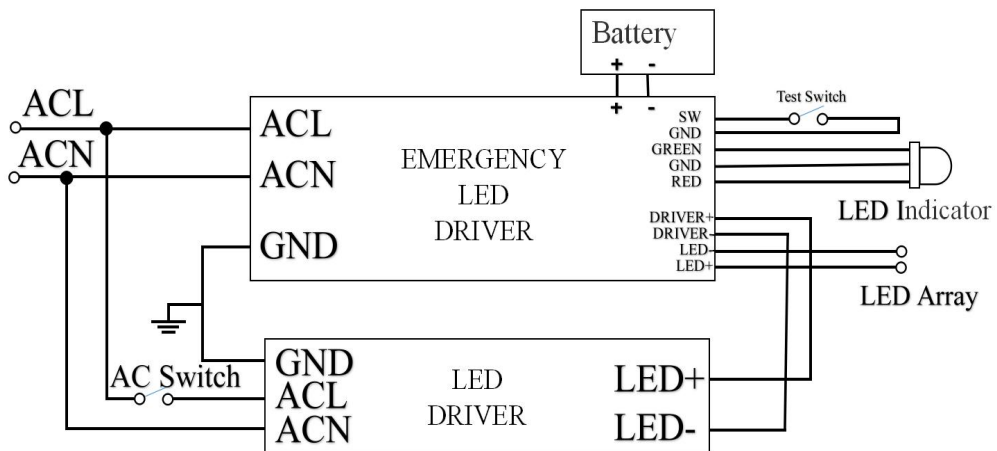 Battery
+ -
+ -
ACL
ACN
ACL
ACN
GND
EMERGENCY
LED
DRIVER
SW
GND
GREEN
GND
RED
DRIVER+
DRIVER-
LED-
LED+
Test Switch
LED Indicator
LED Array
AC Switch
GND
ACL
ACN
LED
DRIVER
LED+
LED-